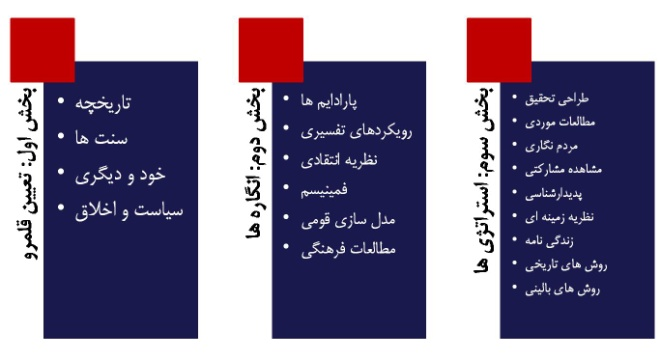 بخش اول: تعیین قلمرو
• تاریخچه
• سنت ها
• خود و دیگری
• سیاست و اخلاق
بخش دوم: انگاره ها
• پارادایم ها
• رویکردهای تفسیری
• نظریه انتقادی
• فمینیسم
• مدل سازی قومی
• مطالعات فرهنگی
بخش سوم: استراتژی ها
• طراحی تحقیق
• مطالعات موردی
• مردم نگاری
• مشاهده مشارکتی
• پدیدارشناسی
• نظریه زمینه ای
• زندگی نامه
• روش های تاریخی
• روش های بالینی